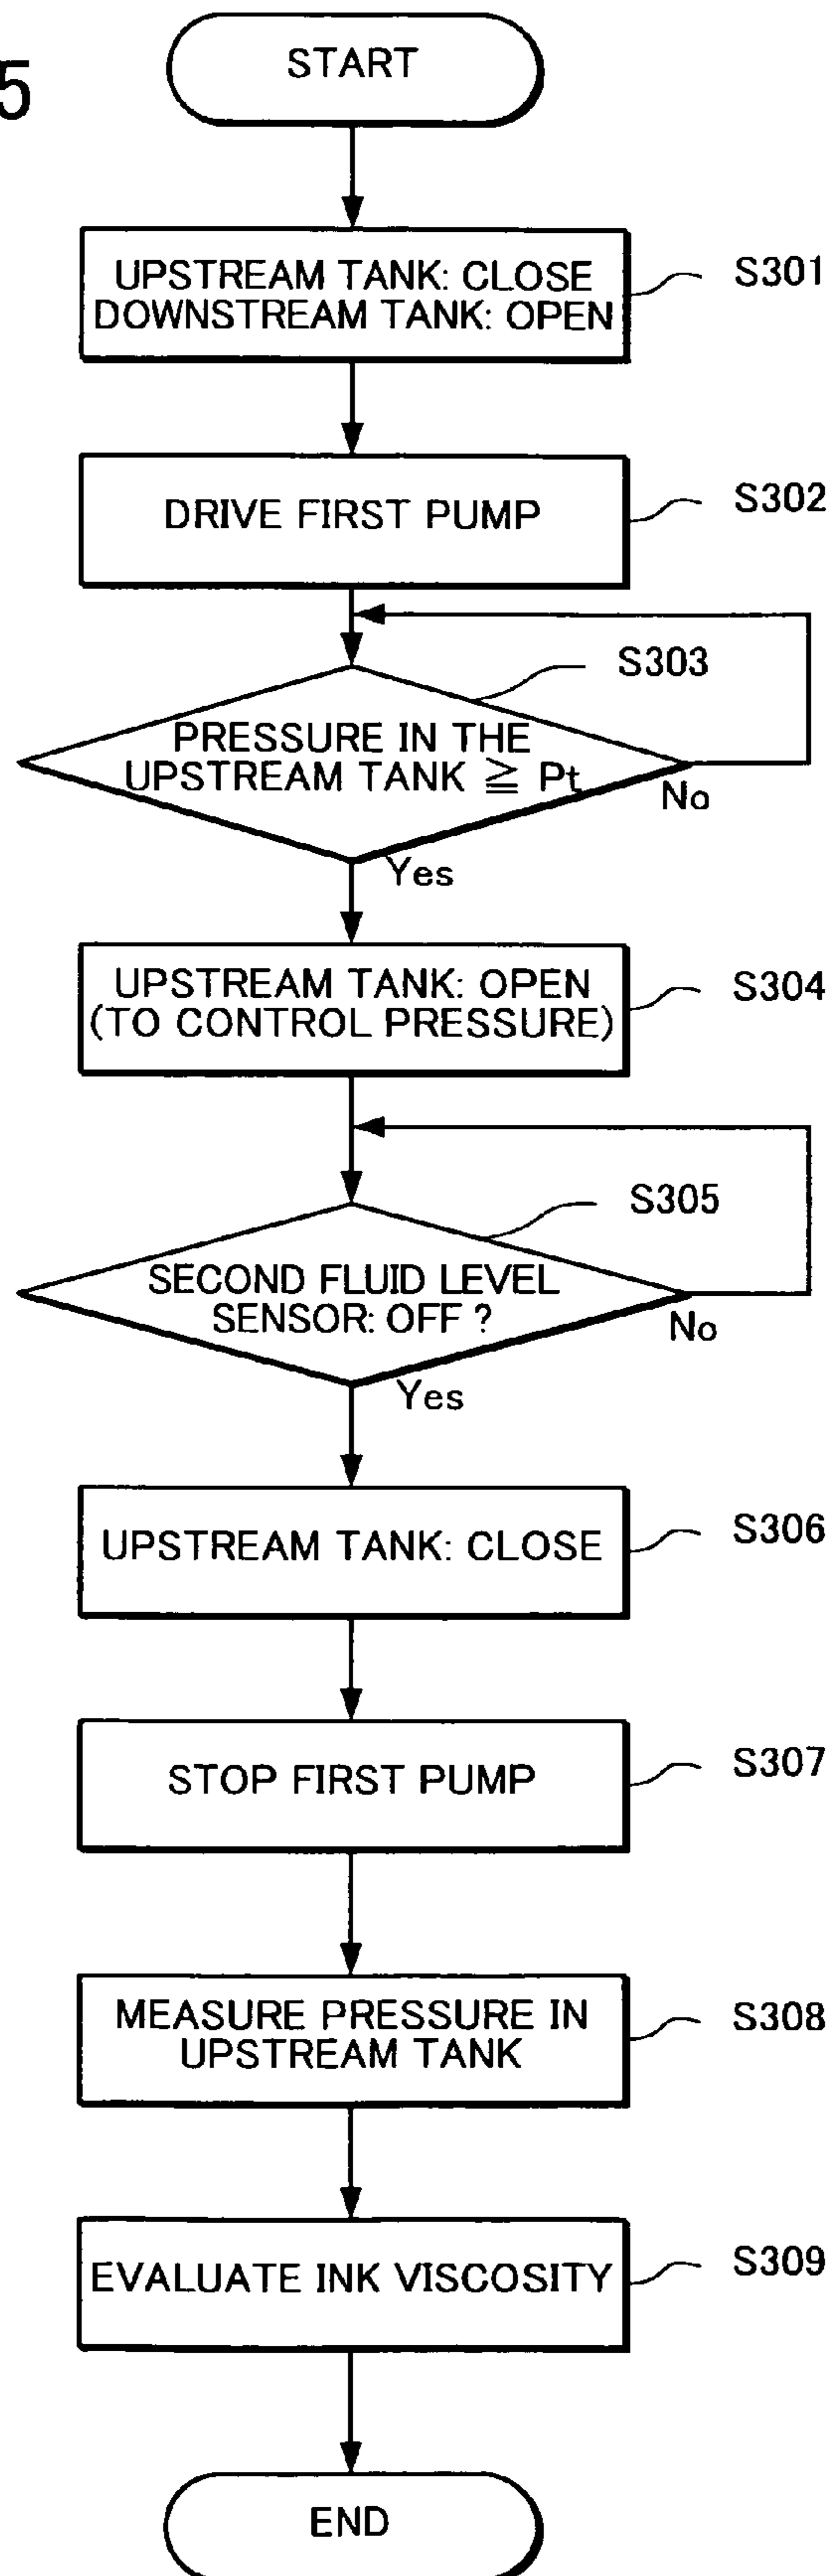 5
START
UPSTREAM TANK: CLOSE
DOWNSTREAM TANK: OPEN
S301
DRIVE FIRST PUMP
S302
S303
PRESSURE IN THE
UPSTREAM TANK ≧ Pt
No
Yes
UPSTREAM TANK: OPEN
(TO CONTROL PRESSURE)
S304
S305
SECOND FLUID LEVEL
SENSOR: OFF ?
No
Yes
UPSTREAM TANK: CLOSE
S306
STOP FIRST PUMP
S307
MEASURE PRESSURE IN
UPSTREAM TANK
S308
EVALUATE INK VISCOSITY
S309
END